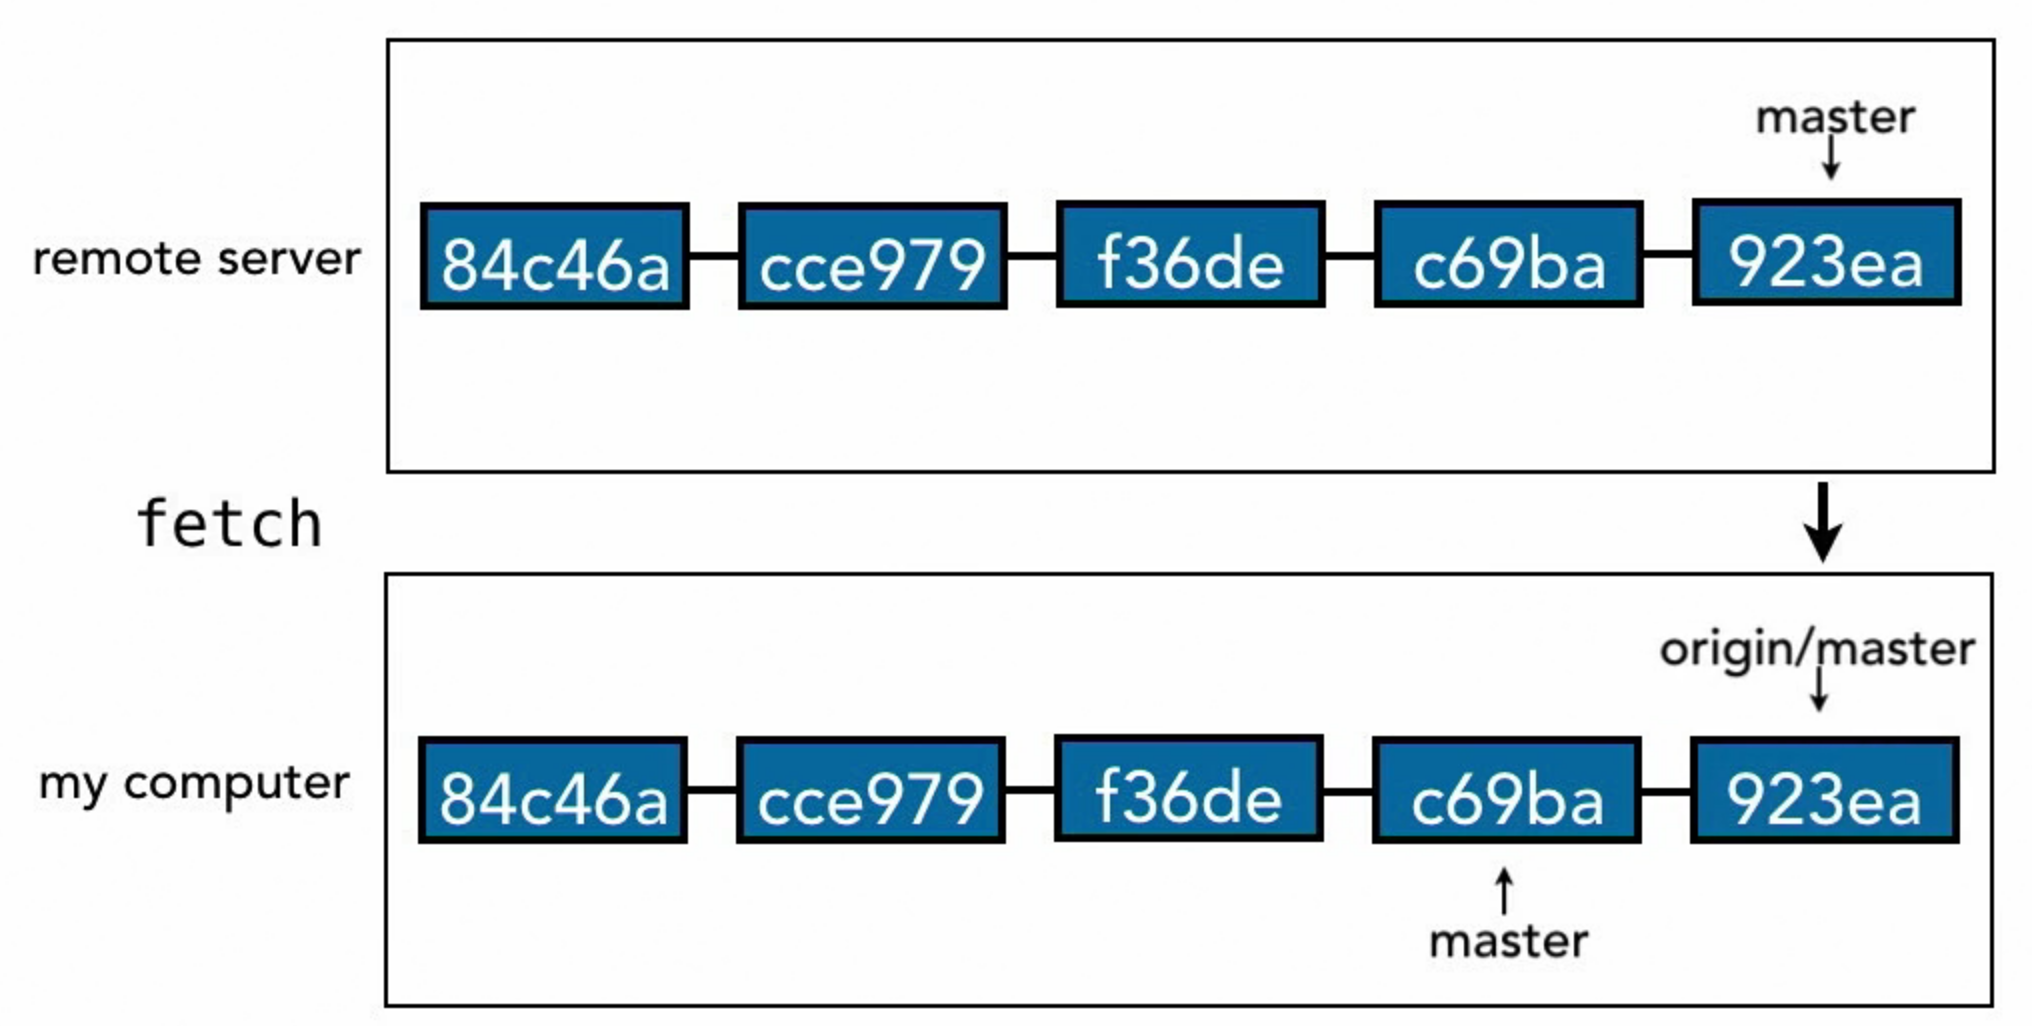 master
remote server 84c46a cce979 f36de c69ba 923ea
fetch
origin/master
my computer 84c46a cce979 f36de c69ba 923ea
master